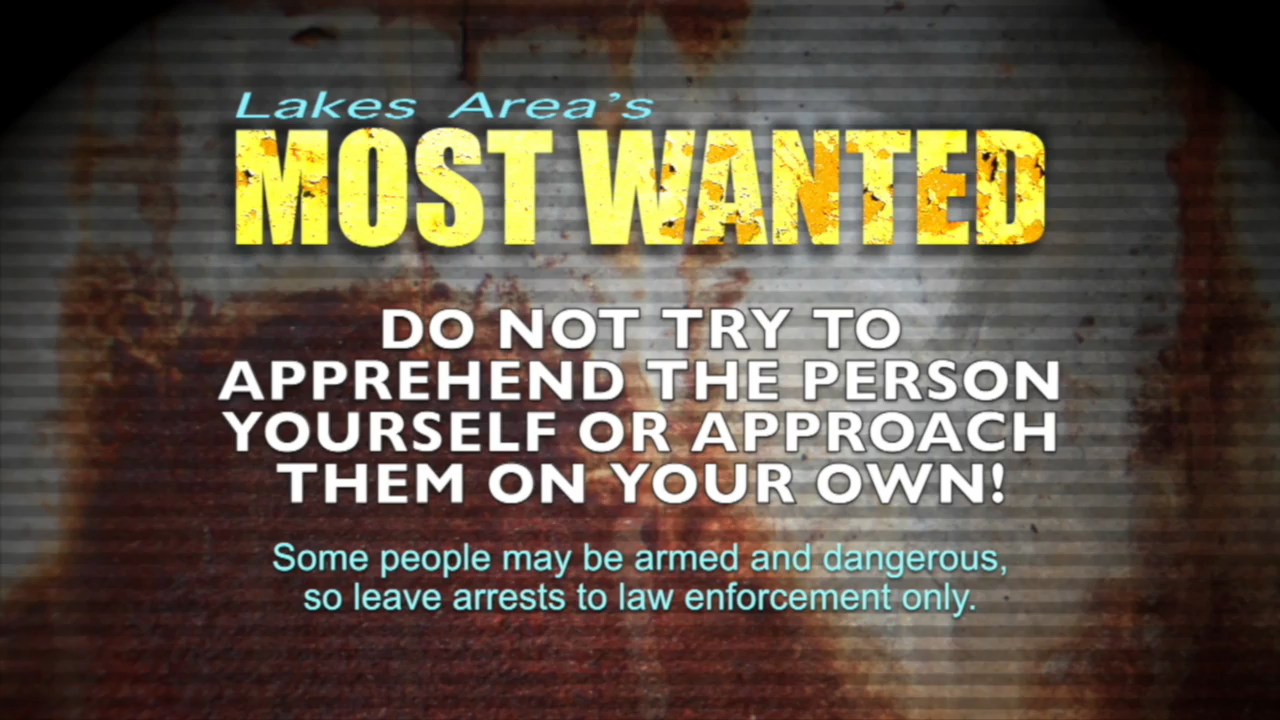 Lakes Area's
MOST WANTED
DO NOT TRY TO
APPREHEND THE PERSON
YOURSELF OR APPROACH
THEM ON YOUR OWN!
Some people may be armed and dangerous,
so leave arrests to law enforcement only.